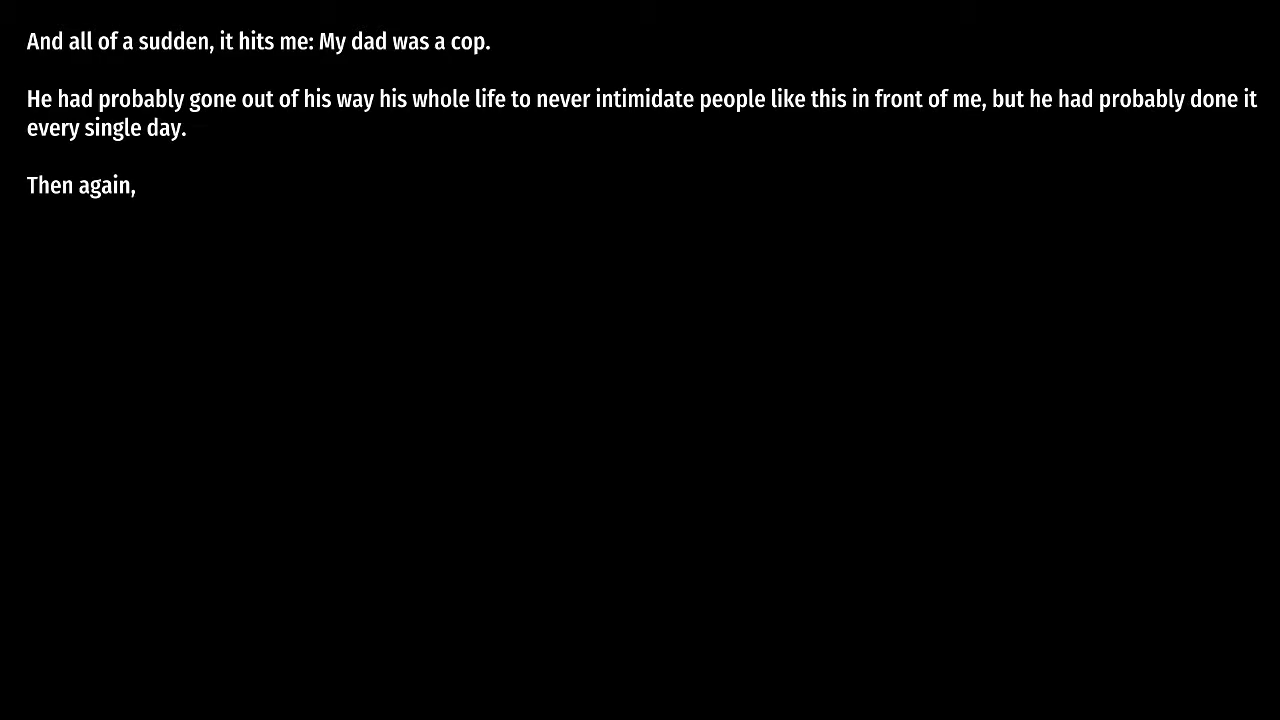 And all of a sudden, it hits me: My dad was a cop.
He had probably gone out of his way his whole life to never intimidate people like this in front of me, but he had probably done it
every single day.
Then again,